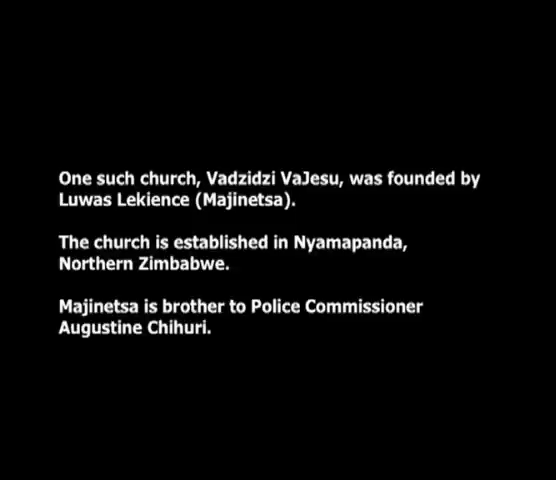 One such church, Vadzidzi VaJesu, was founded by
Luwas Lekience (Majinetsa).
The church is established in Nyamapanda,
Northern Zimbabwe.
Majinetsa is brother to Police Commissioner
Augustine Chihuri.